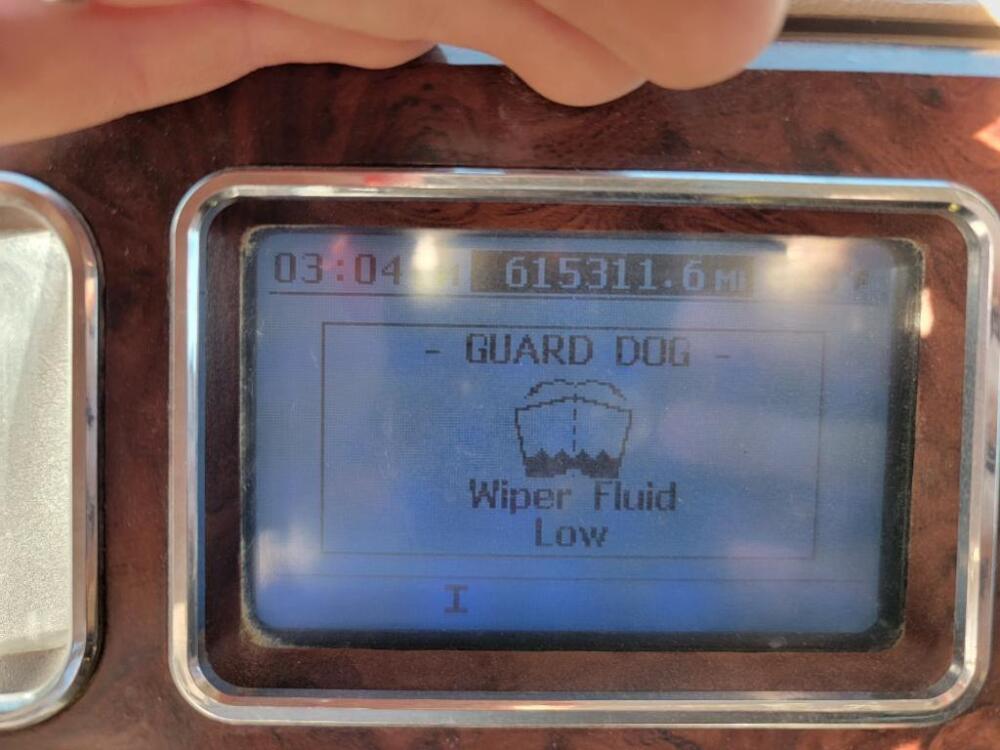 03:04 615311.6 MI
- GUARD DOG -
Wiper Fluid
Low
I